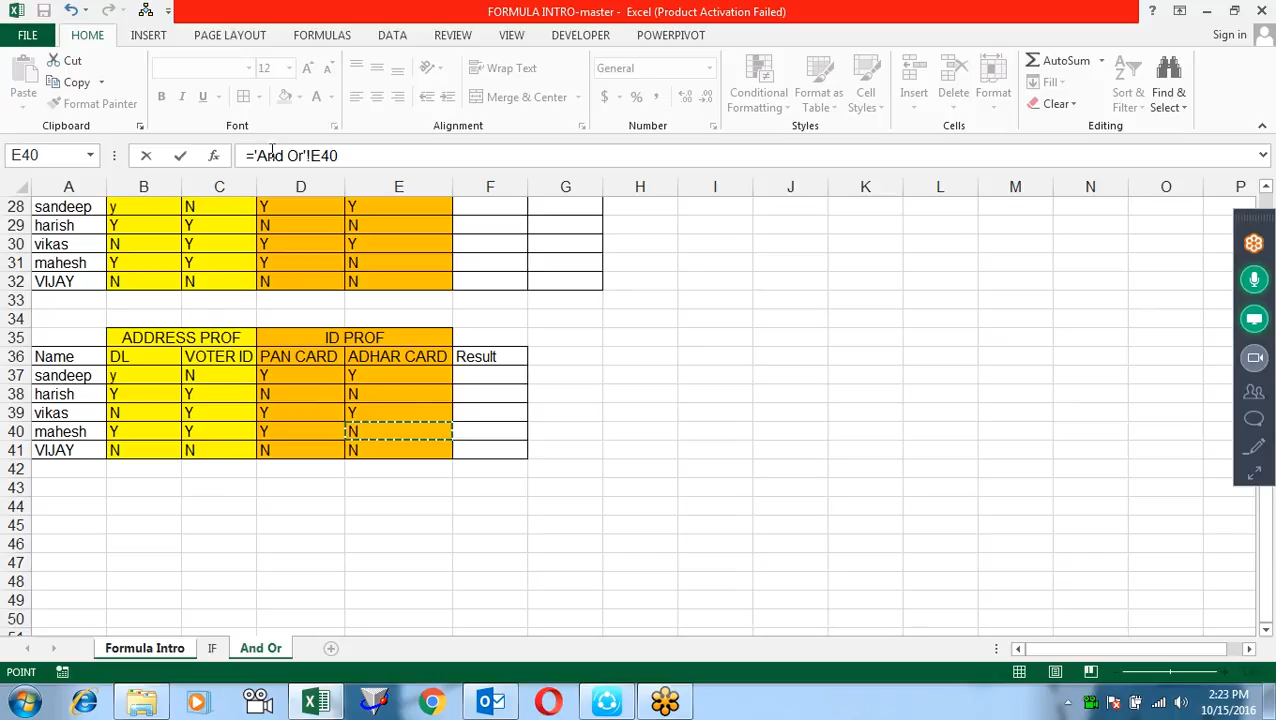 FORMULA INTRO-master - Excel (Product Activation Failed)
FILE HOME INSERT PAGE LAYOUT FORMULAS DATA REVIEW VIEW DEVELOPER POWERPIVOT Sign in
Paste Cut Copy Format Painter Clipboard
12 B I U A Font
Wrap Text Merge & Center Alignment
General $ % , Number
Conditional Formatting Format as Table Cell Styles Styles
Insert Delete Format Cells
AutoSum Fill Clear Sort & Filter Find & Select Editing
E40 fx ='And Or'!E40
A B C D E F G H I J K L M N O P
28 sandeep y N Y Y
29 harish Y Y N N
30 vikas N Y Y Y
31 mahesh Y Y Y N
32 VIJAY N N N N
33
34
35 ADDRESS PROF ID PROF
36 Name DL VOTER ID PAN CARD ADHAR CARD Result
37 sandeep y N Y Y
38 harish Y Y N N
39 vikas N Y Y Y
40 mahesh Y Y Y N
41 VIJAY N N N N
42
43
44
45
46
47
48
49
50
Formula Intro IF And Or
POINT
2:23 PM
10/15/2016